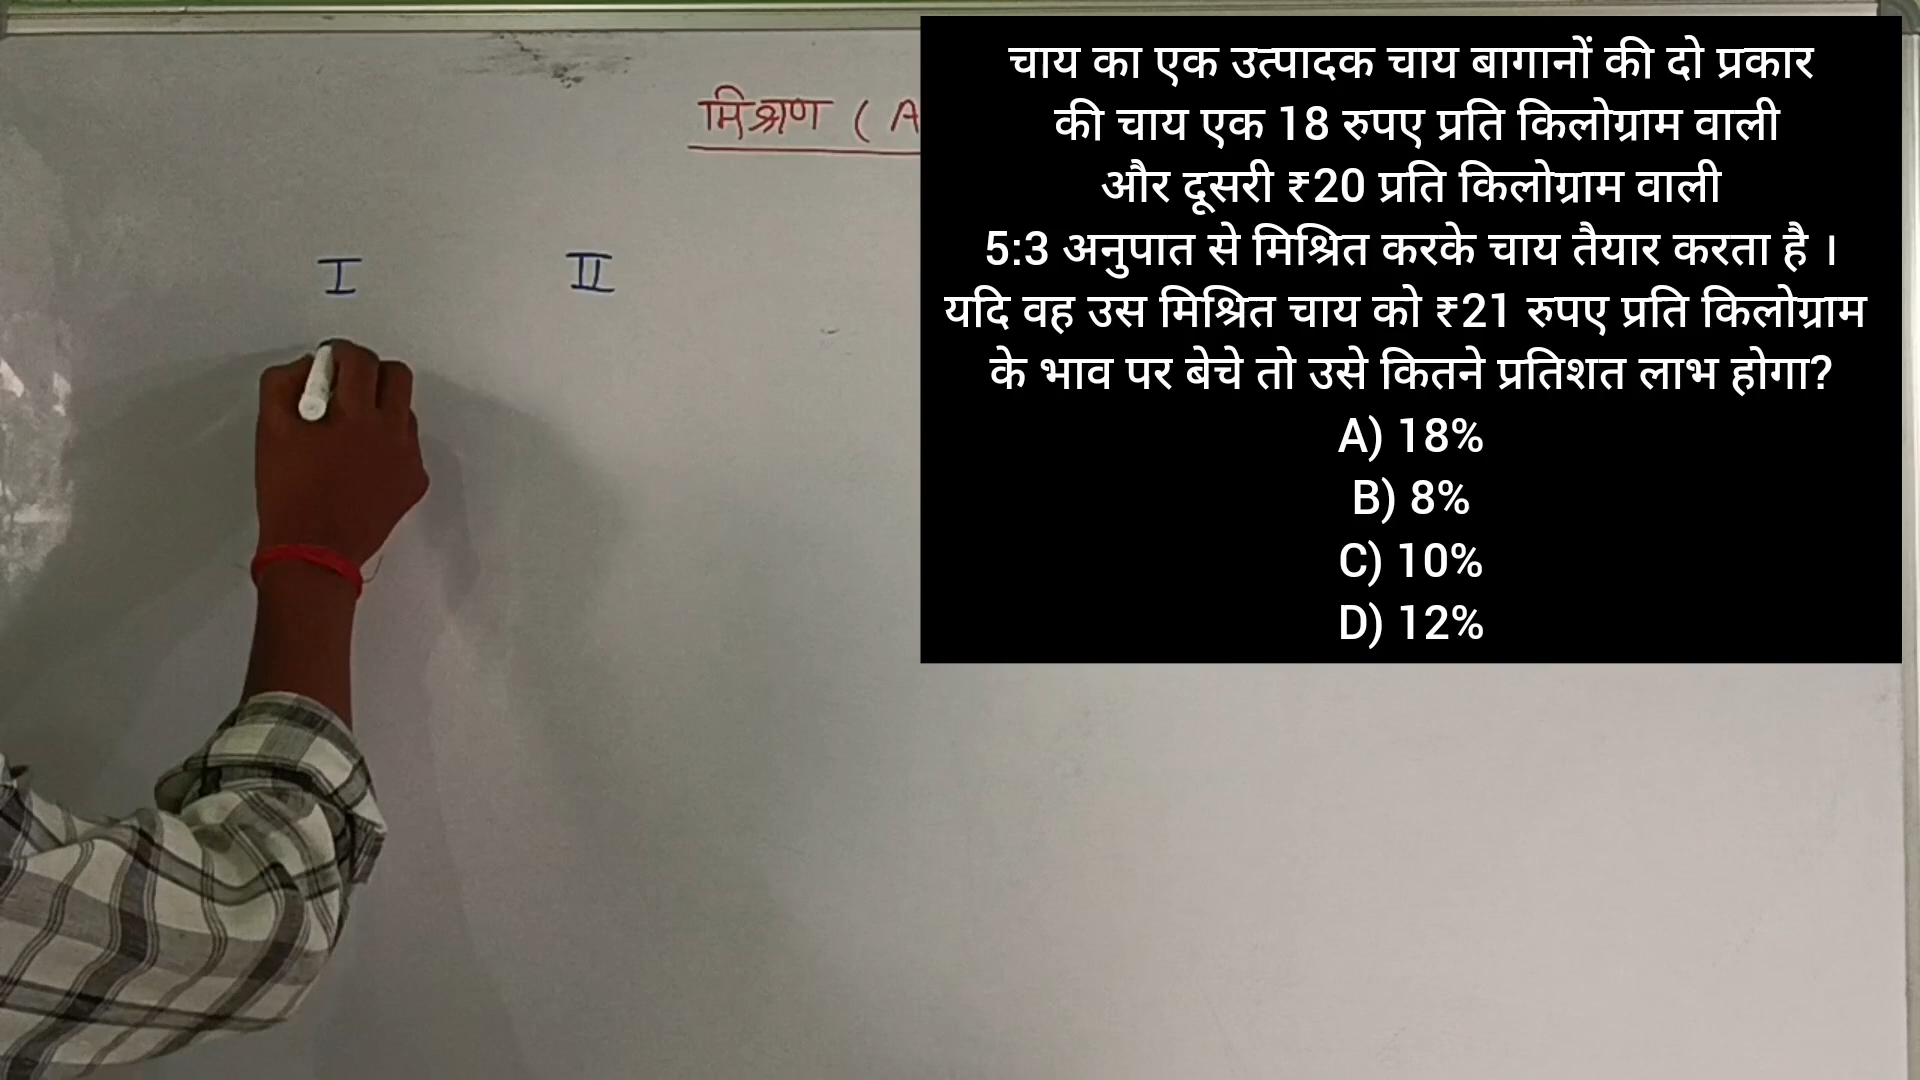 मिश्रण ( A
I II
चाय का एक उत्पादक चाय बागानों की दो प्रकार
की चाय एक 18 रुपए प्रति किलोग्राम वाली
और दूसरी ₹20 प्रति किलोग्राम वाली
5:3 अनुपात से मिश्रित करके चाय तैयार करता है ।
यदि वह उस मिश्रित चाय को ₹21 रुपए प्रति किलोग्राम
के भाव पर बेचे तो उसे कितने प्रतिशत लाभ होगा?
A) 18%
B) 8%
C) 10%
D) 12%